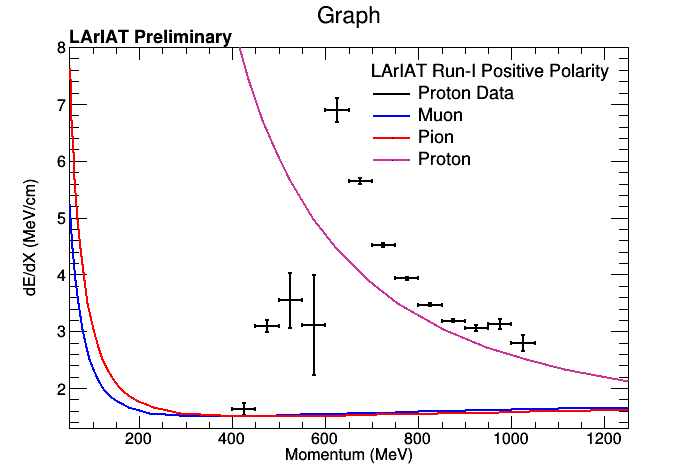 Graph
LArIAT Preliminary
LArIAT Run-I Positive Polarity
Proton Data
Muon
Pion
Proton
8
7
6
5
4
3
2
dE/dX (MeV/cm)
200 400 600 800 1000 1200
Momentum (MeV)